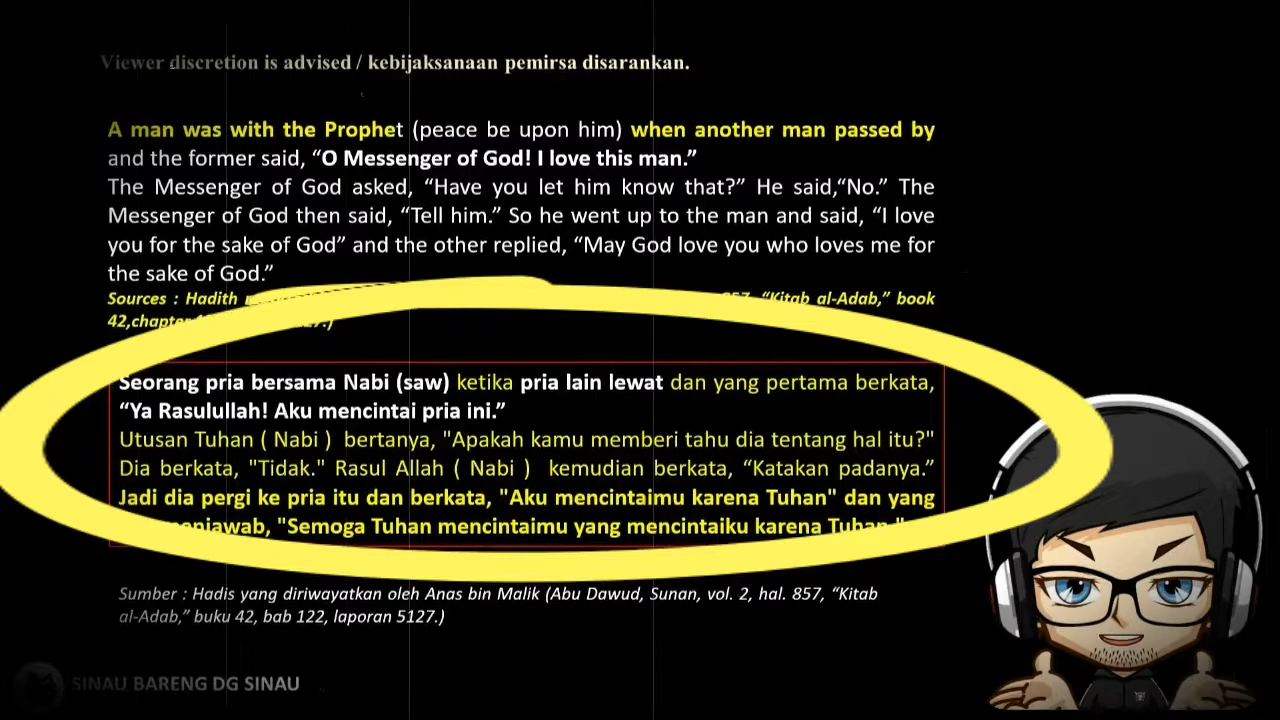 Viewer discretion is advised / kebijaksanaan pemirsa disarankan.
A man was with the Prophet (peace be upon him) when another man passed by
and the former said, “O Messenger of God! I love this man.”
The Messenger of God asked, “Have you let him know that?” He said,“No.” The
Messenger of God then said, “Tell him.” So he went up to the man and said, “I love
you for the sake of God” and the other replied, “May God love you who loves me for
the sake of God.”
Sources : Hadith “Kitab al-Adab,” book
42,chapter
Seorang pria bersama Nabi (saw) ketika pria lain lewat dan yang pertama berkata,
“Ya Rasulullah! Aku mencintai pria ini.”
Utusan Tuhan ( Nabi ) bertanya, "Apakah kamu memberi tahu dia tentang hal itu?"
Dia berkata, "Tidak." Rasul Allah ( Nabi ) kemudian berkata, “Katakan padanya.”
Jadi dia pergi ke pria itu dan berkata, "Aku mencintaimu karena Tuhan" dan yang
"Semoga Tuhan mencintaimu yang mencintaiku karena Tuhan."
Sumber : Hadis yang diriwayatkan oleh Anas bin Malik (Abu Dawud, Sunan, vol. 2, hal. 857, “Kitab
al-Adab,” buku 42, bab 122, laporan 5127.)
SINAU BARENG DG SINAU